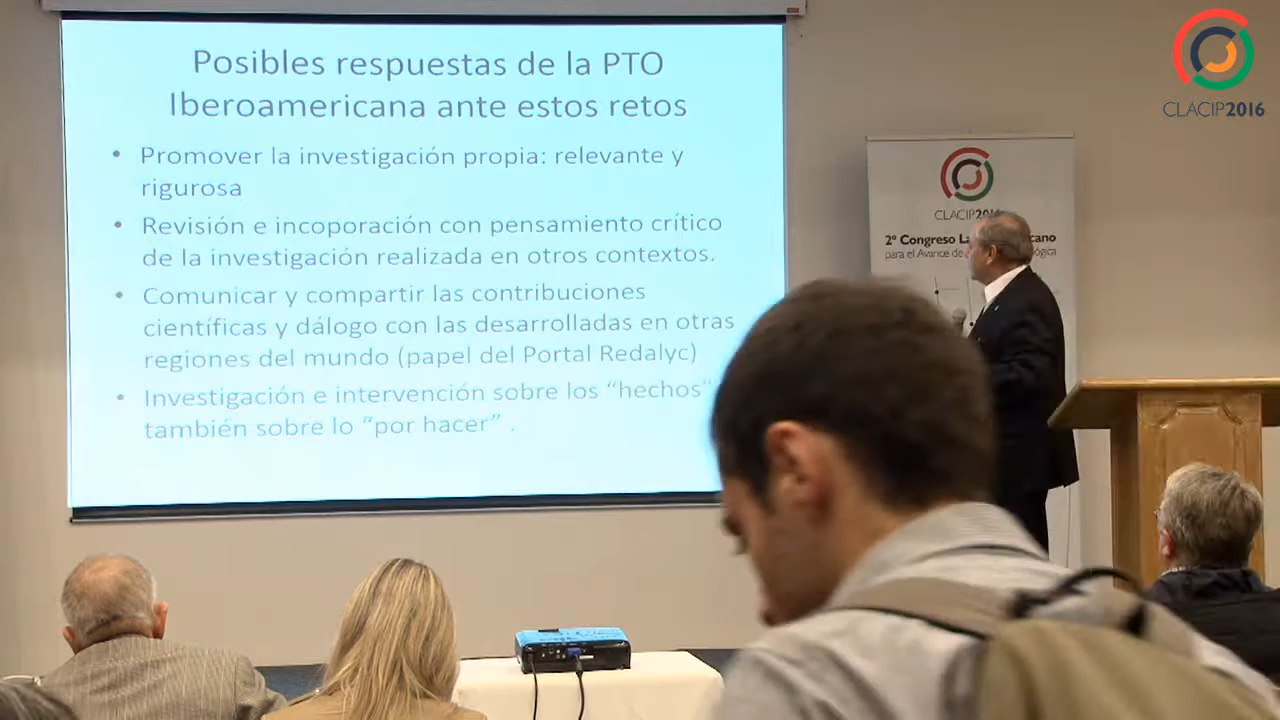 Posibles respuestas de la PTO
Iberoamericana ante estos retos
• Promover la investigación propia: relevante y
rigurosa
• Revisión e incoporación con pensamiento crítico
de la investigación realizada en otros contextos.
• Comunicar y compartir las contribuciones
científicas y dálogo con las desarrolladas en otras
regiones del mundo (papel del Portal Redalyc)
• Investigación e intervención sobre los “hechos”
también sobre lo “por hacer” .
CLACIP2016
CLACIP2016
2º Congreso La cano
para el Avance de